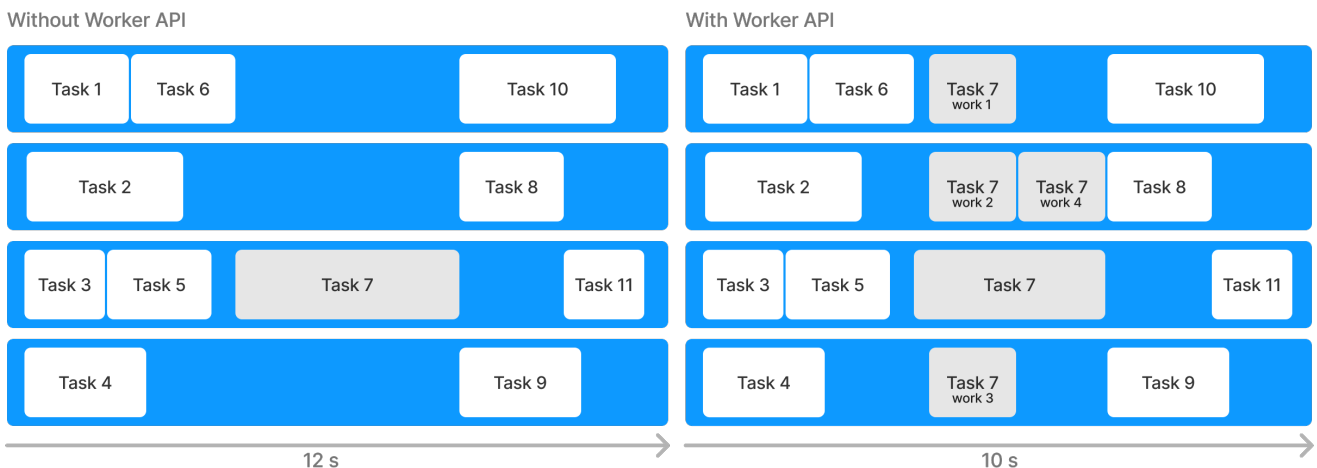 Without Worker API
Task 1
Task 6
Task 10
Task 2
Task 8
Task 3
Task 5
Task 7
Task 11
Task 4
Task 9
12 s
With Worker API
Task 1
Task 6
Task 7
work 1
Task 10
Task 2
Task 7
work 2
Task 7
work 4
Task 8
Task 3
Task 5
Task 7
Task 11
Task 4
Task 7
work 3
Task 9
10 s